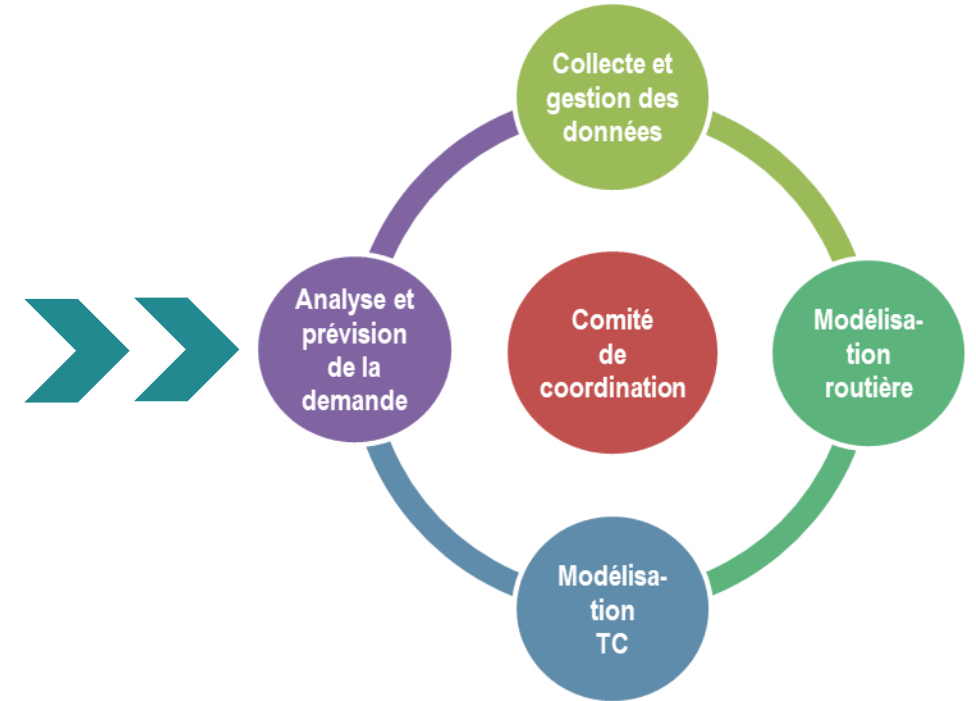 Collecte et
gestion des
données
Analyse et
prévision
de la
demande
Comité
de
coordination
Modélisa-
tion
routière
Modélisa-
tion
TC